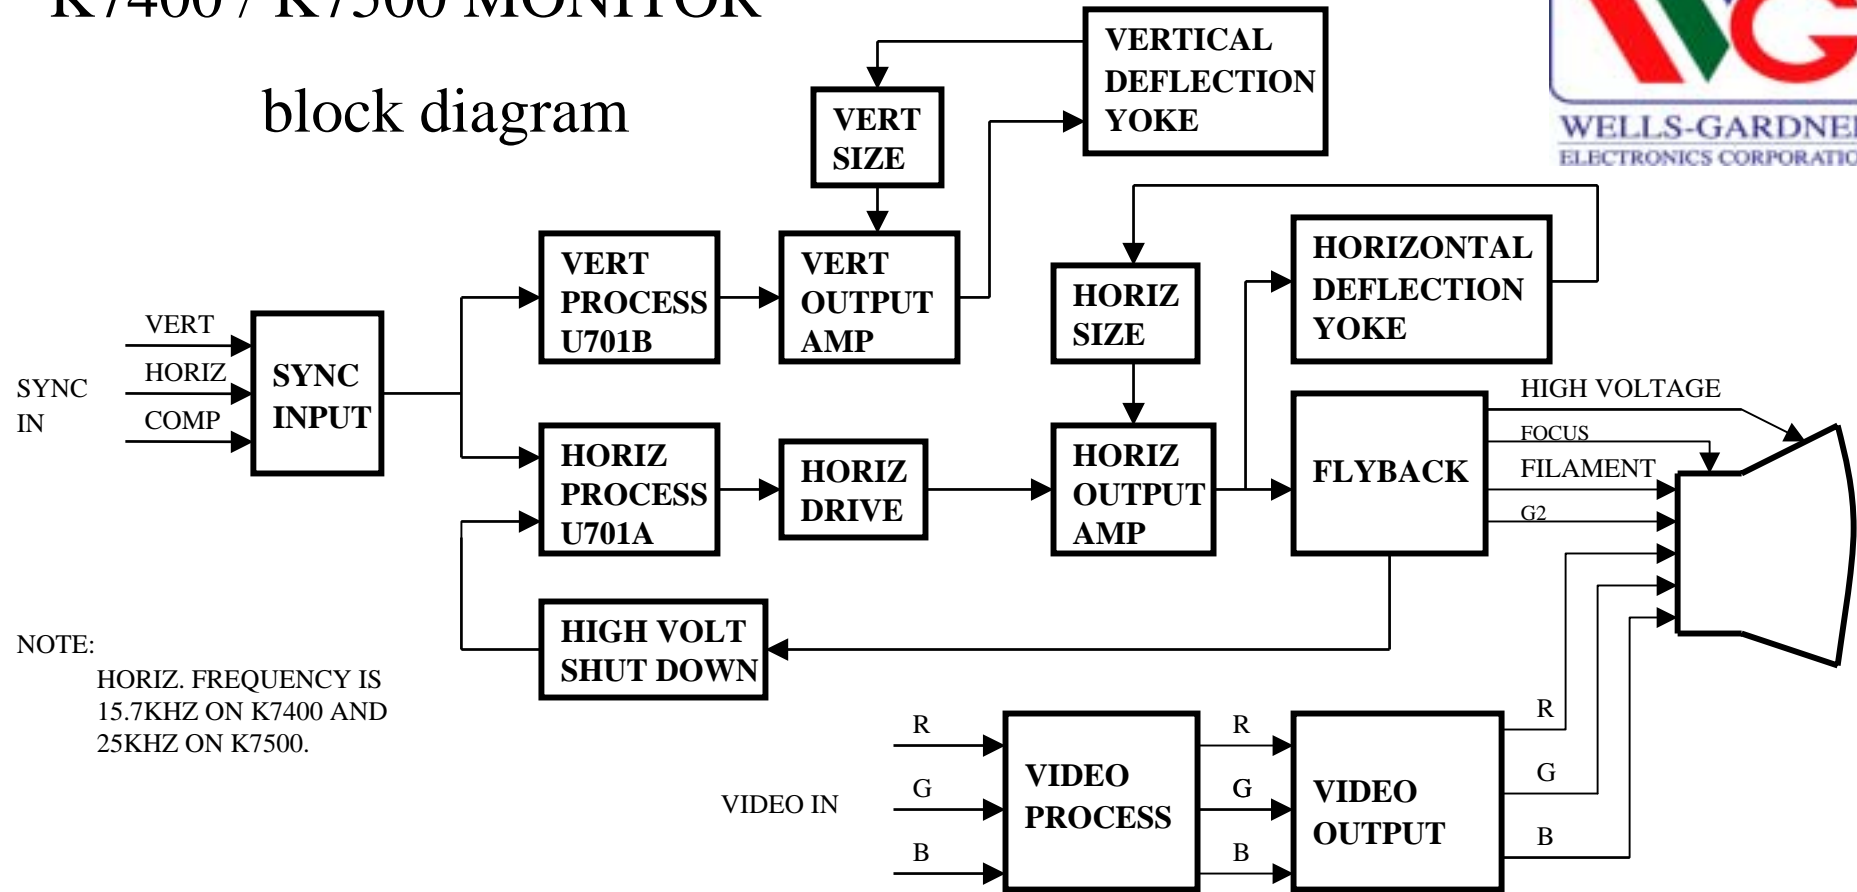 K7400 / K7500 MONITOR
block diagram
WELLS-GARDNER
ELECTRONICS CORPORATIO
VERTICAL
DEFLECTION
YOKE
VERT
SIZE
VERT
PROCESS
U701B
VERT
OUTPUT
AMP
HORIZ
SIZE
HORIZONTAL
DEFLECTION
YOKE
SYNC
IN
VERT
HORIZ
COMP
SYNC
INPUT
HORIZ
PROCESS
U701A
HORIZ
DRIVE
HORIZ
OUTPUT
AMP
FLYBACK
HIGH VOLTAGE
FOCUS
FILAMENT
G2
HIGH VOLT
SHUT DOWN
NOTE:
HORIZ. FREQUENCY IS
15.7KHZ ON K7400 AND
25KHZ ON K7500.
VIDEO IN
R
G
B
VIDEO
PROCESS
R
G
B
VIDEO
OUTPUT
R
G
B